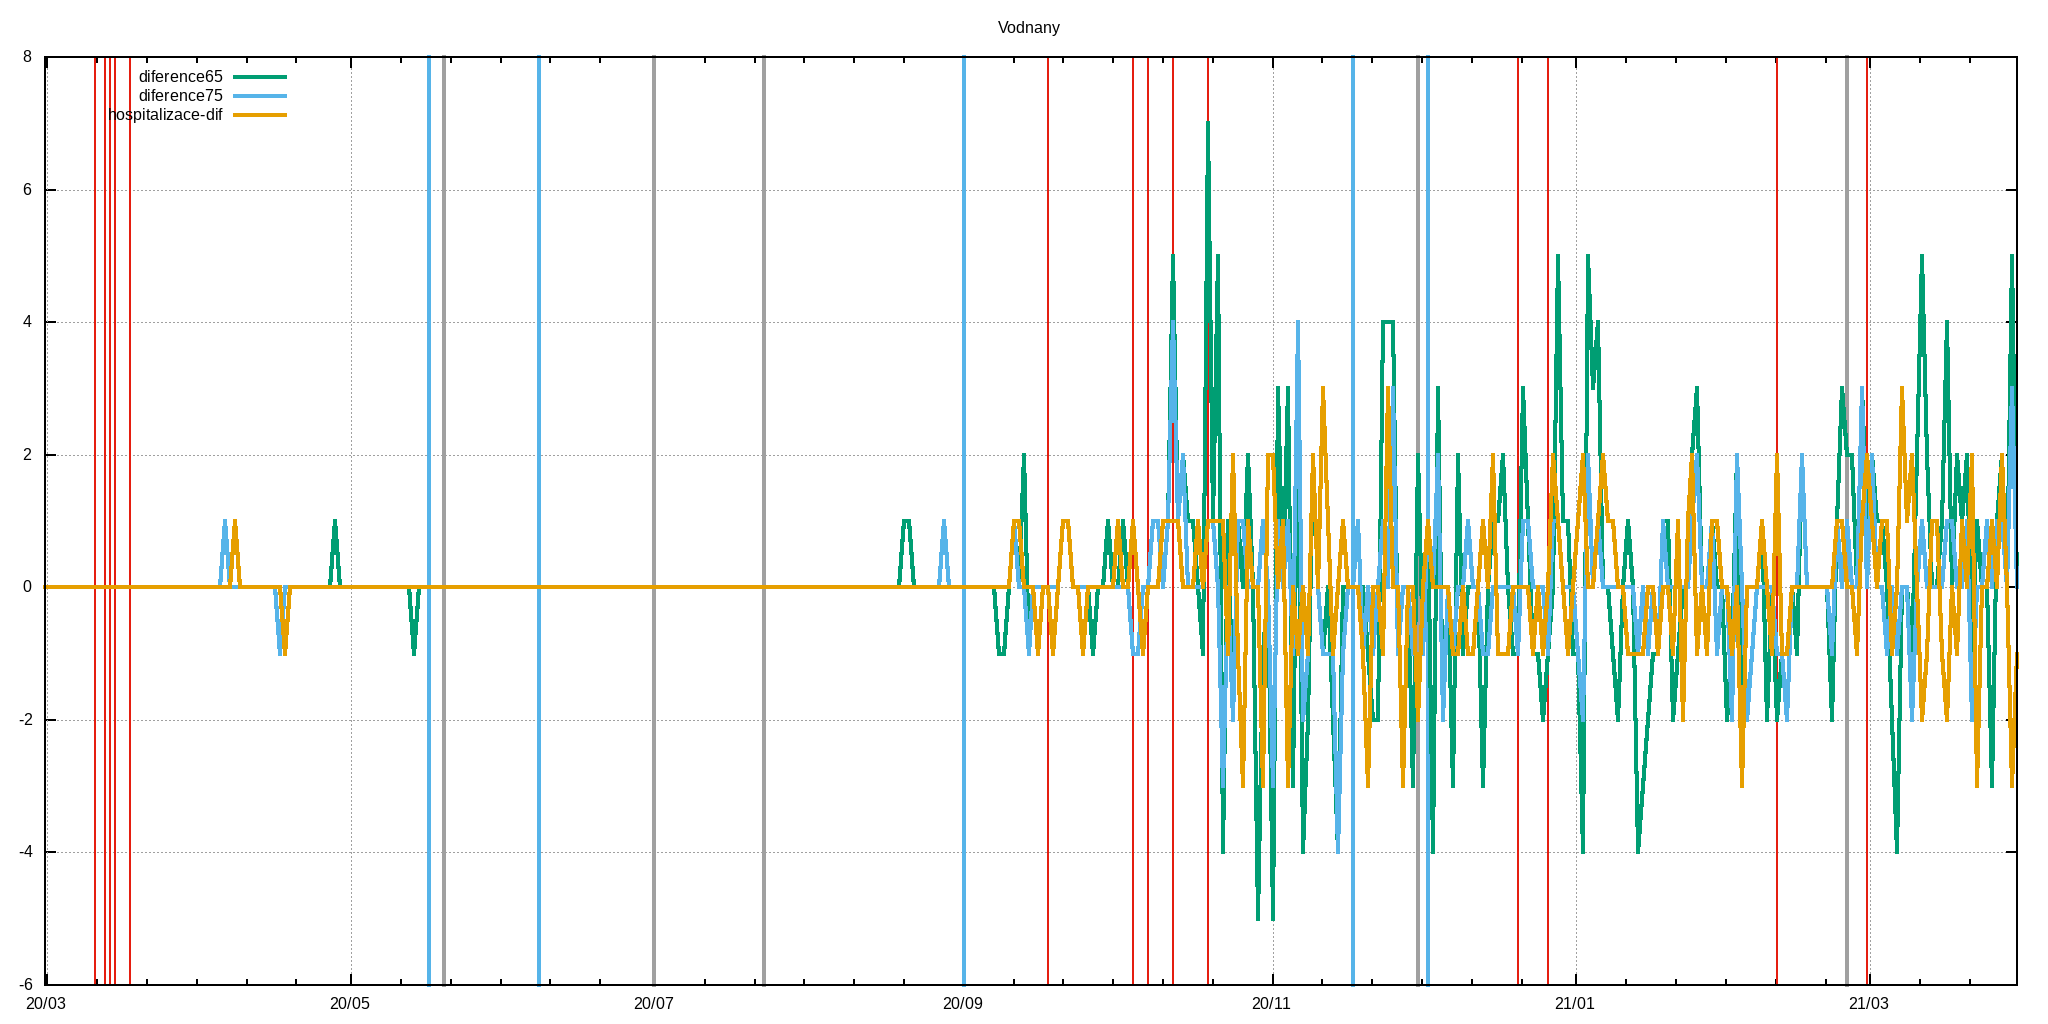 Vodnany
8
diference65
diference75
hospitalizace-dif
6
4
2
0
-2
-4
-6
20/03 20/05 20/07 20/09 20/11 21/01 21/03